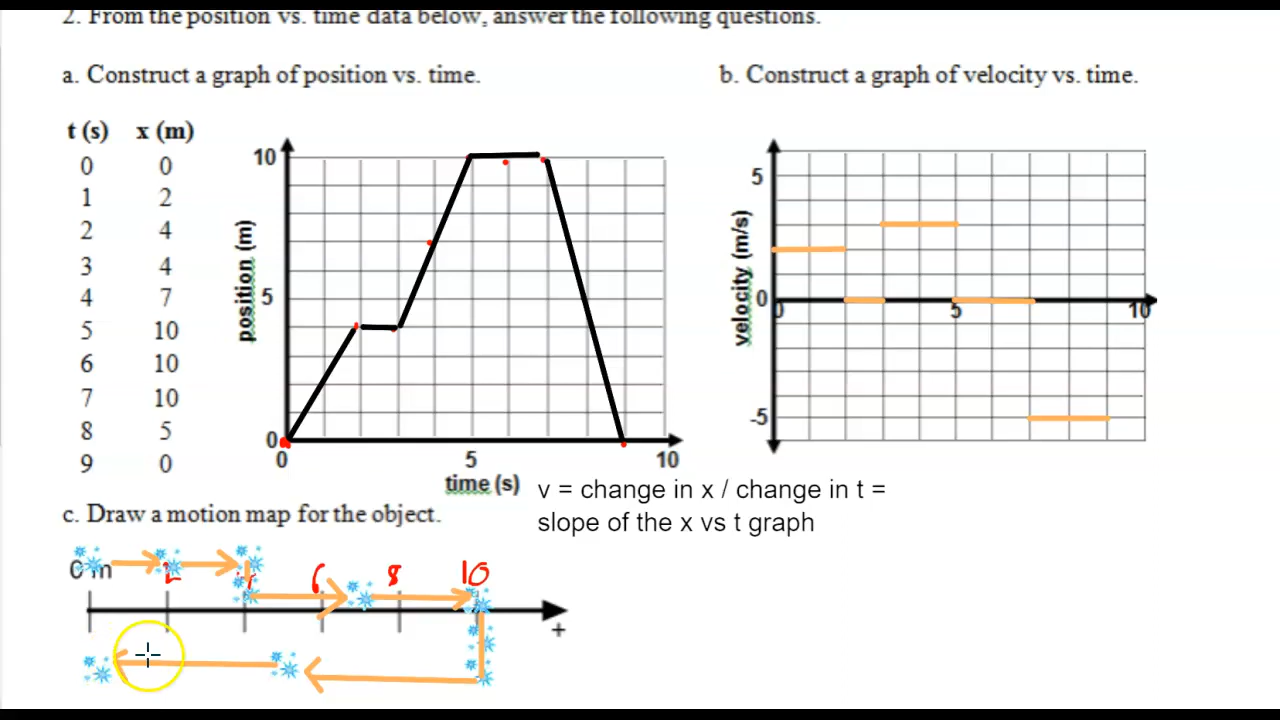 2. From the position vs. time data below, answer the following questions.
a. Construct a graph of position vs. time.
b. Construct a graph of velocity vs. time.
t (s) x (m)
0 0
1 2
2 4
3 4
4 7
5 10
6 10
7 10
8 5
9 0
10
5
0
position (m)
0 5 10
time (s)
5
0
-5
velocity (m/s)
0 5 10
v = change in x / change in t =
slope of the x vs t graph
c. Draw a motion map for the object.
0 m 2 4 6 8 10
+